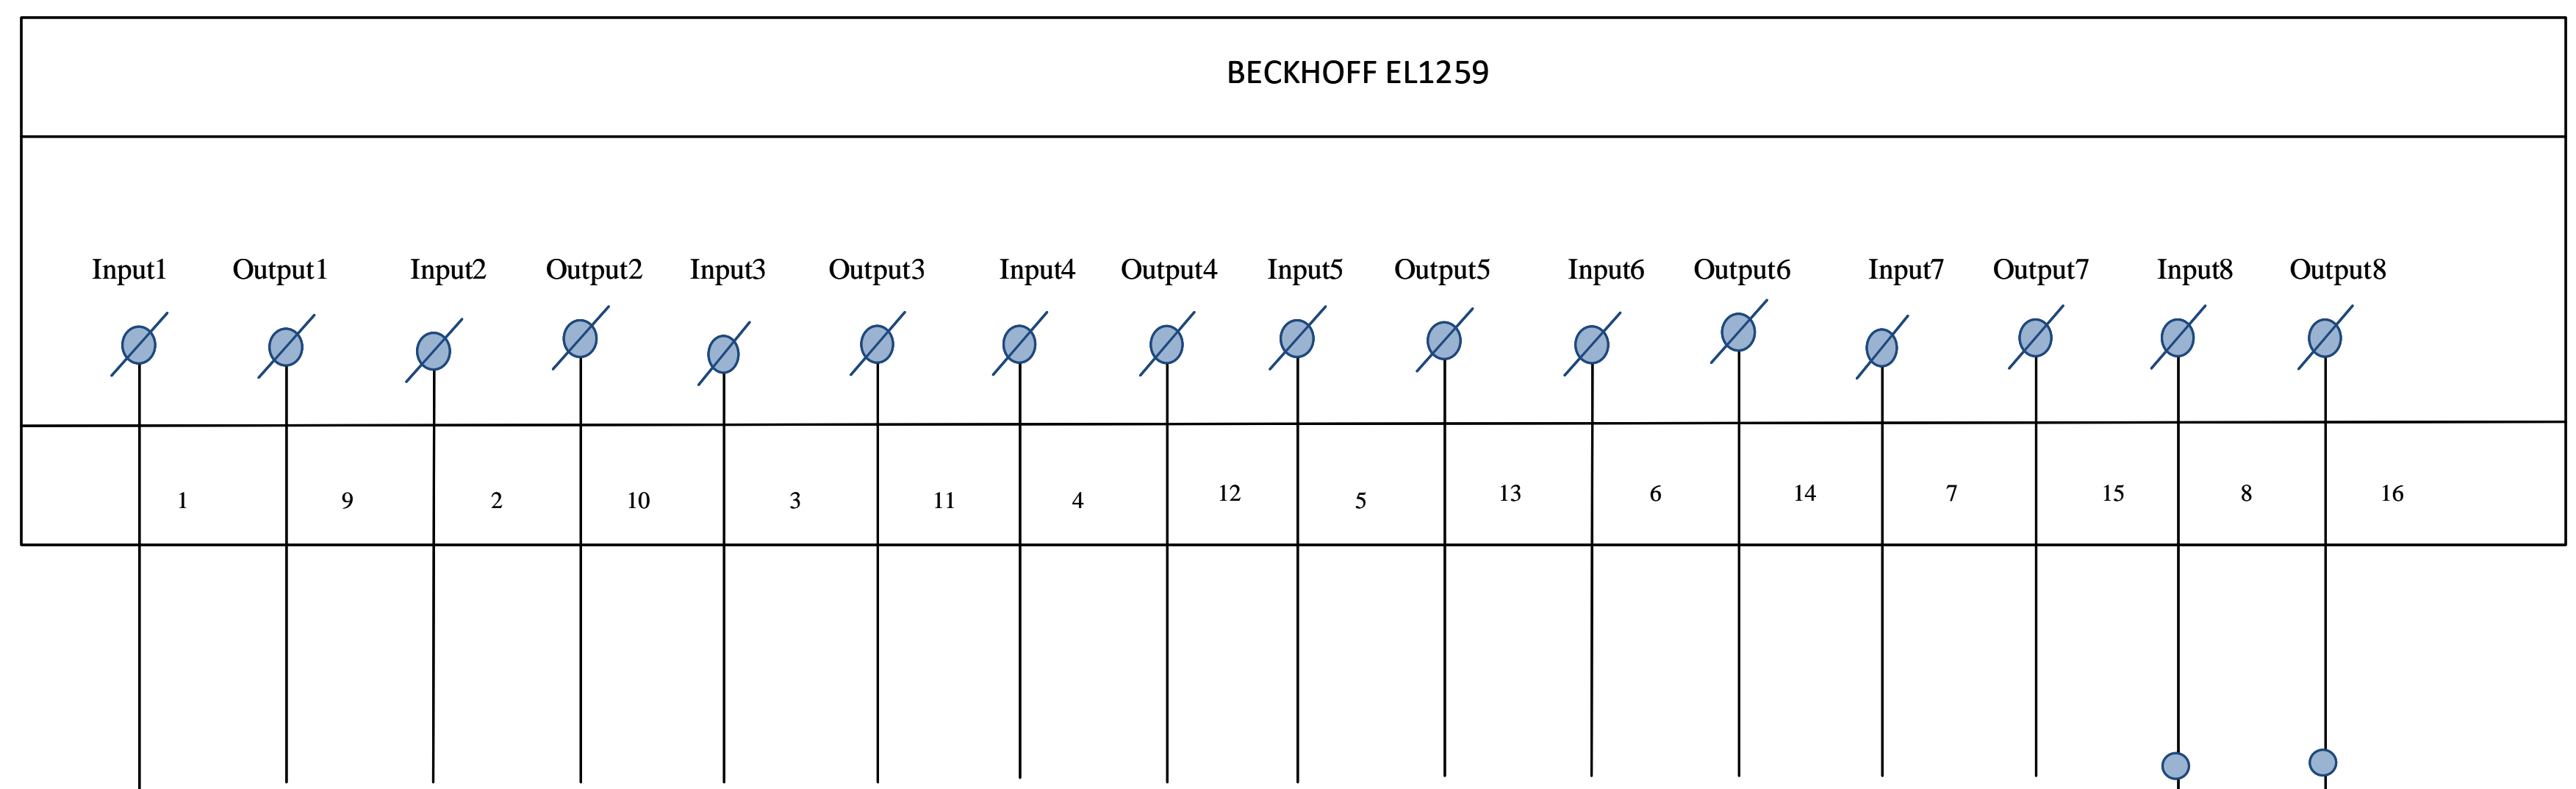 BECKHOFF EL1259
Input1 Output1 Input2 Output2 Input3 Output3 Input4 Output4 Input5 Output5 Input6 Output6 Input7 Output7 Input8 Output8
1 9 2 10 3 11 4 12 5 13 6 14 7 15 8 16